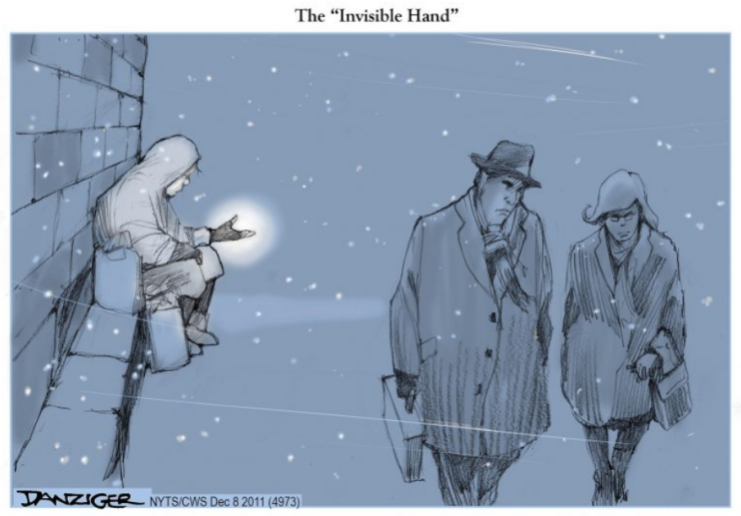 The “Invisible Hand”
DANZIGER NYTS/CWS Dec 8 2011 (4973)